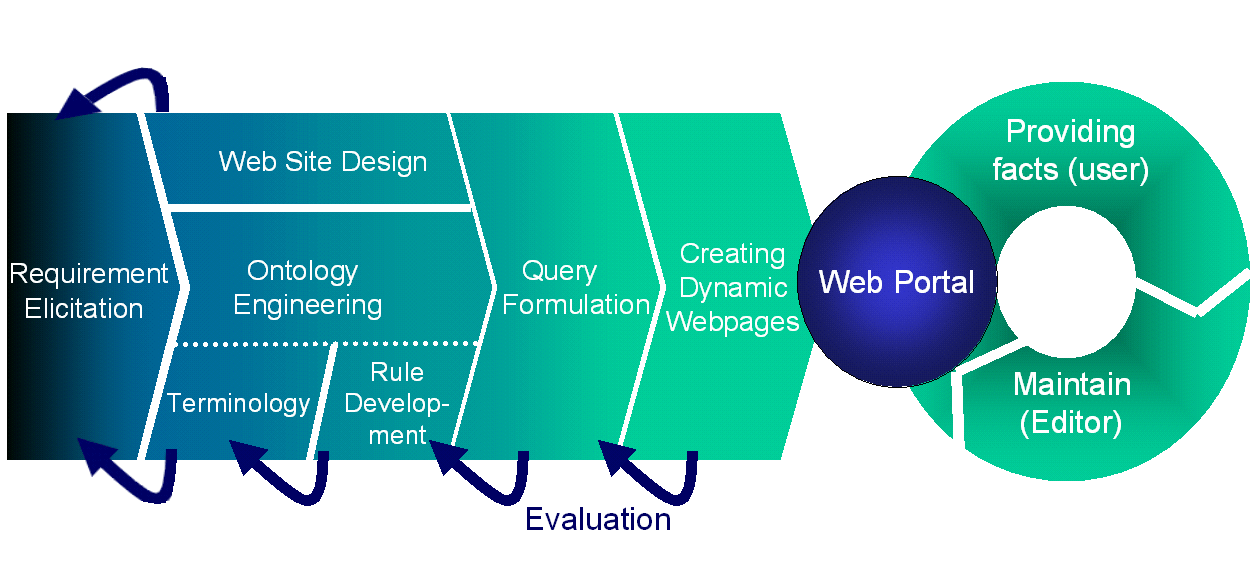 Requirement
Elicitation
Web Site Design
Ontology
Engineering
Terminology
Rule
Develop-
ment
Query
Formulation
Creating
Dynamic
Webpages
Web Portal
Providing
facts (user)
Maintain
(Editor)
Evaluation